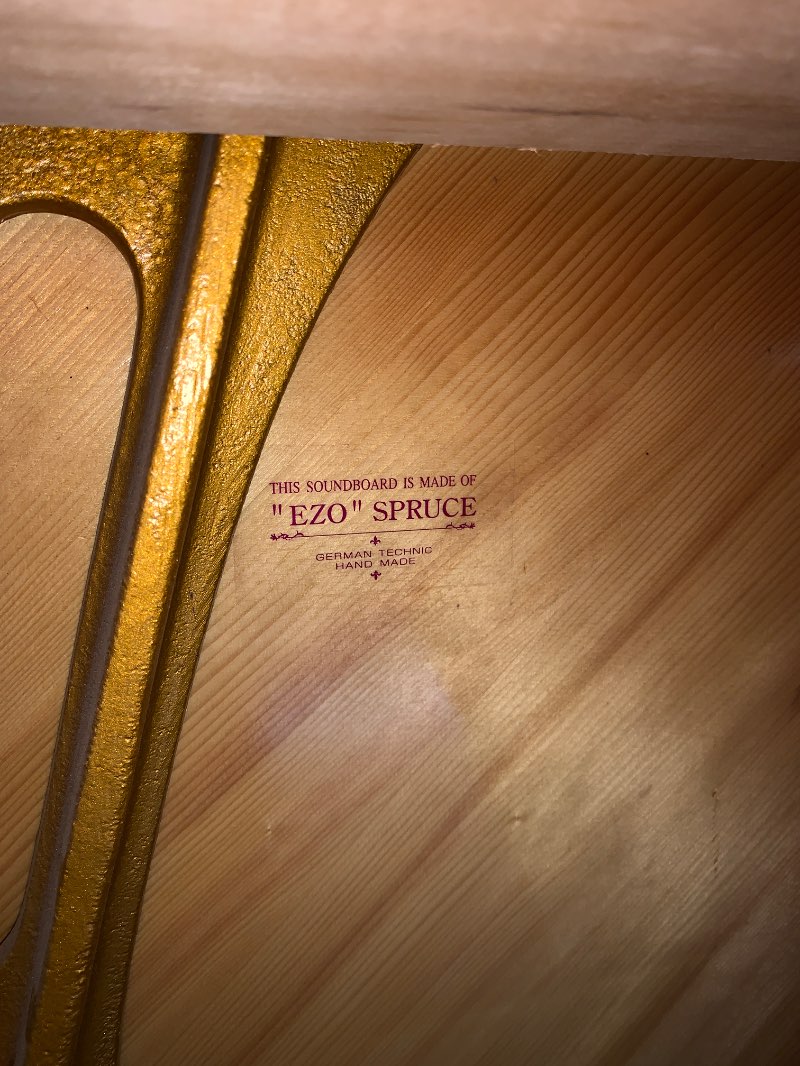 THIS SOUNDBOARD IS MADE OF
"EZO" SPRUCE
GERMAN TECHNIC
HAND MADE